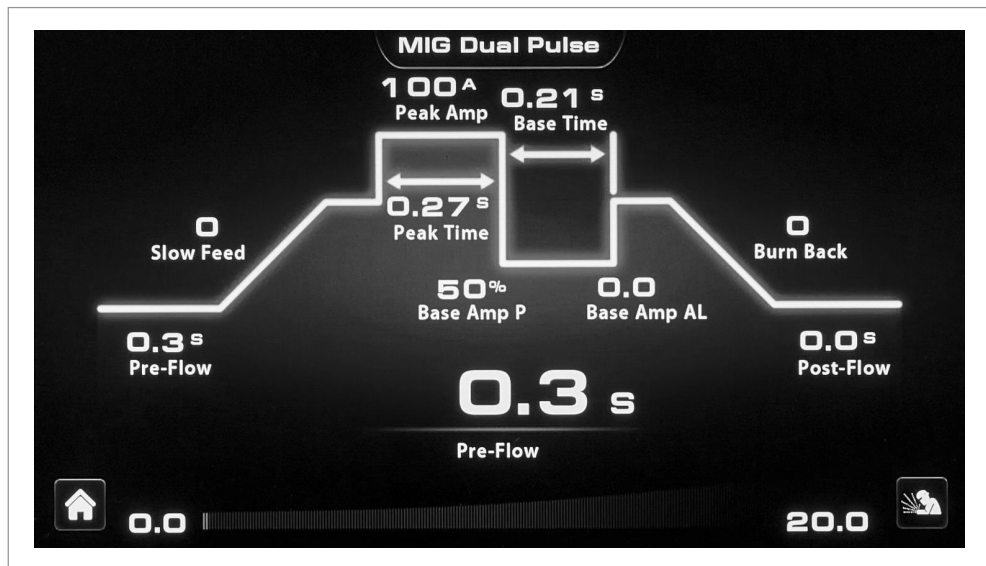 MIG Dual Pulse
100 A
Peak Amp
0.21 S
Base Time
0.27 S
Peak Time
0
Slow Feed
0
Burn Back
50%
Base Amp P
0.0
Base Amp AL
0.3 S
Pre-Flow
0.0 S
Post-Flow
0.3 S
Pre-Flow
0.0
20.0